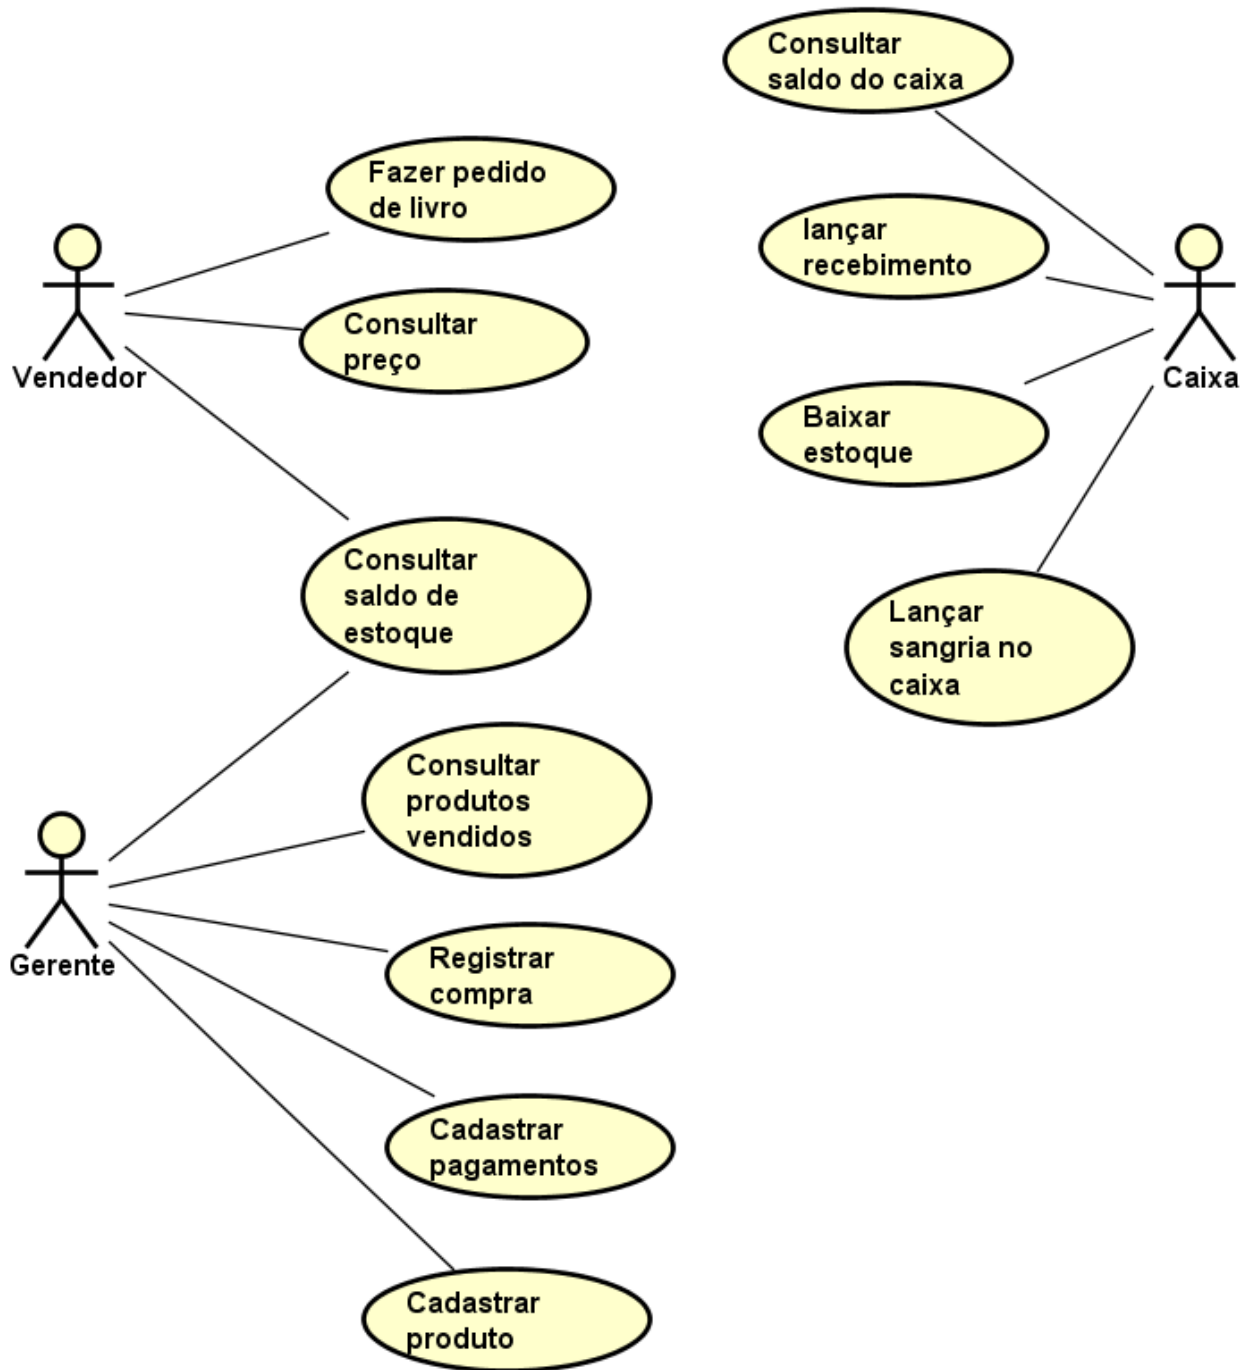 Consultar
saldo do caixa
Fazer pedido
de livro
lançar
recebimento
Consultar
preço
Vendedor
Caixa
Baixar
estoque
Consultar
saldo de
estoque
Lançar
sangria no
caixa
Consultar
produtos
vendidos
Gerente
Registrar
compra
Cadastrar
pagamentos
Cadastrar
produto